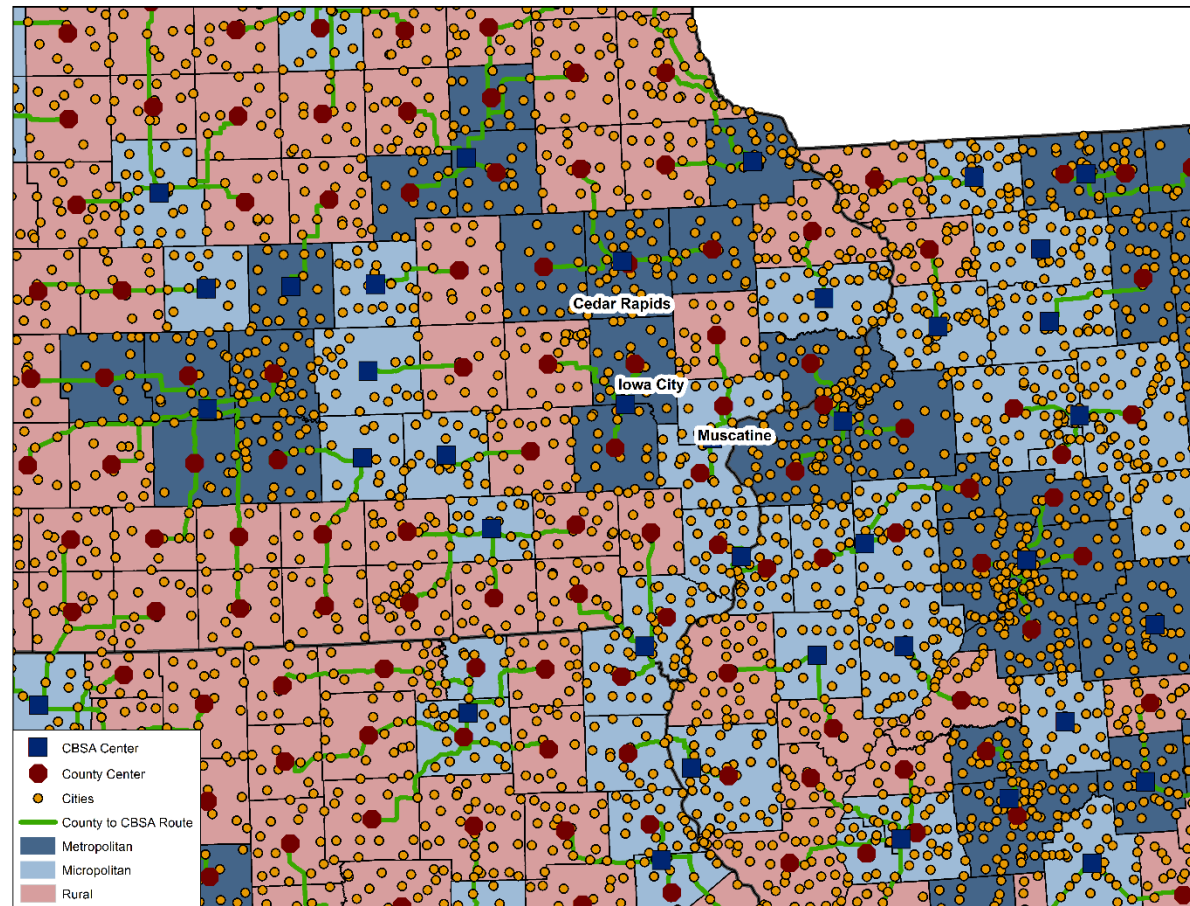 Cedar Rapids
Iowa City
Muscatine
CBSA Center
County Center
Cities
County to CBSA Route
Metropolitan
Micropolitan
Rural